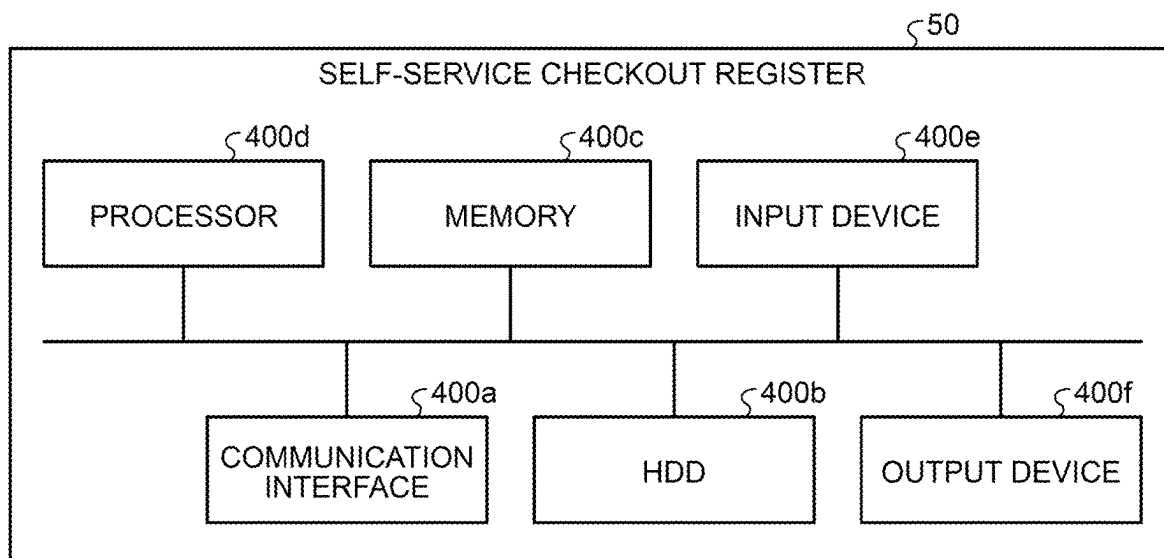 50
SELF-SERVICE CHECKOUT REGISTER
400d
400c
400e
PROCESSOR
MEMORY
INPUT DEVICE
400a
400b
400f
COMMUNICATION
INTERFACE
HDD
OUTPUT DEVICE